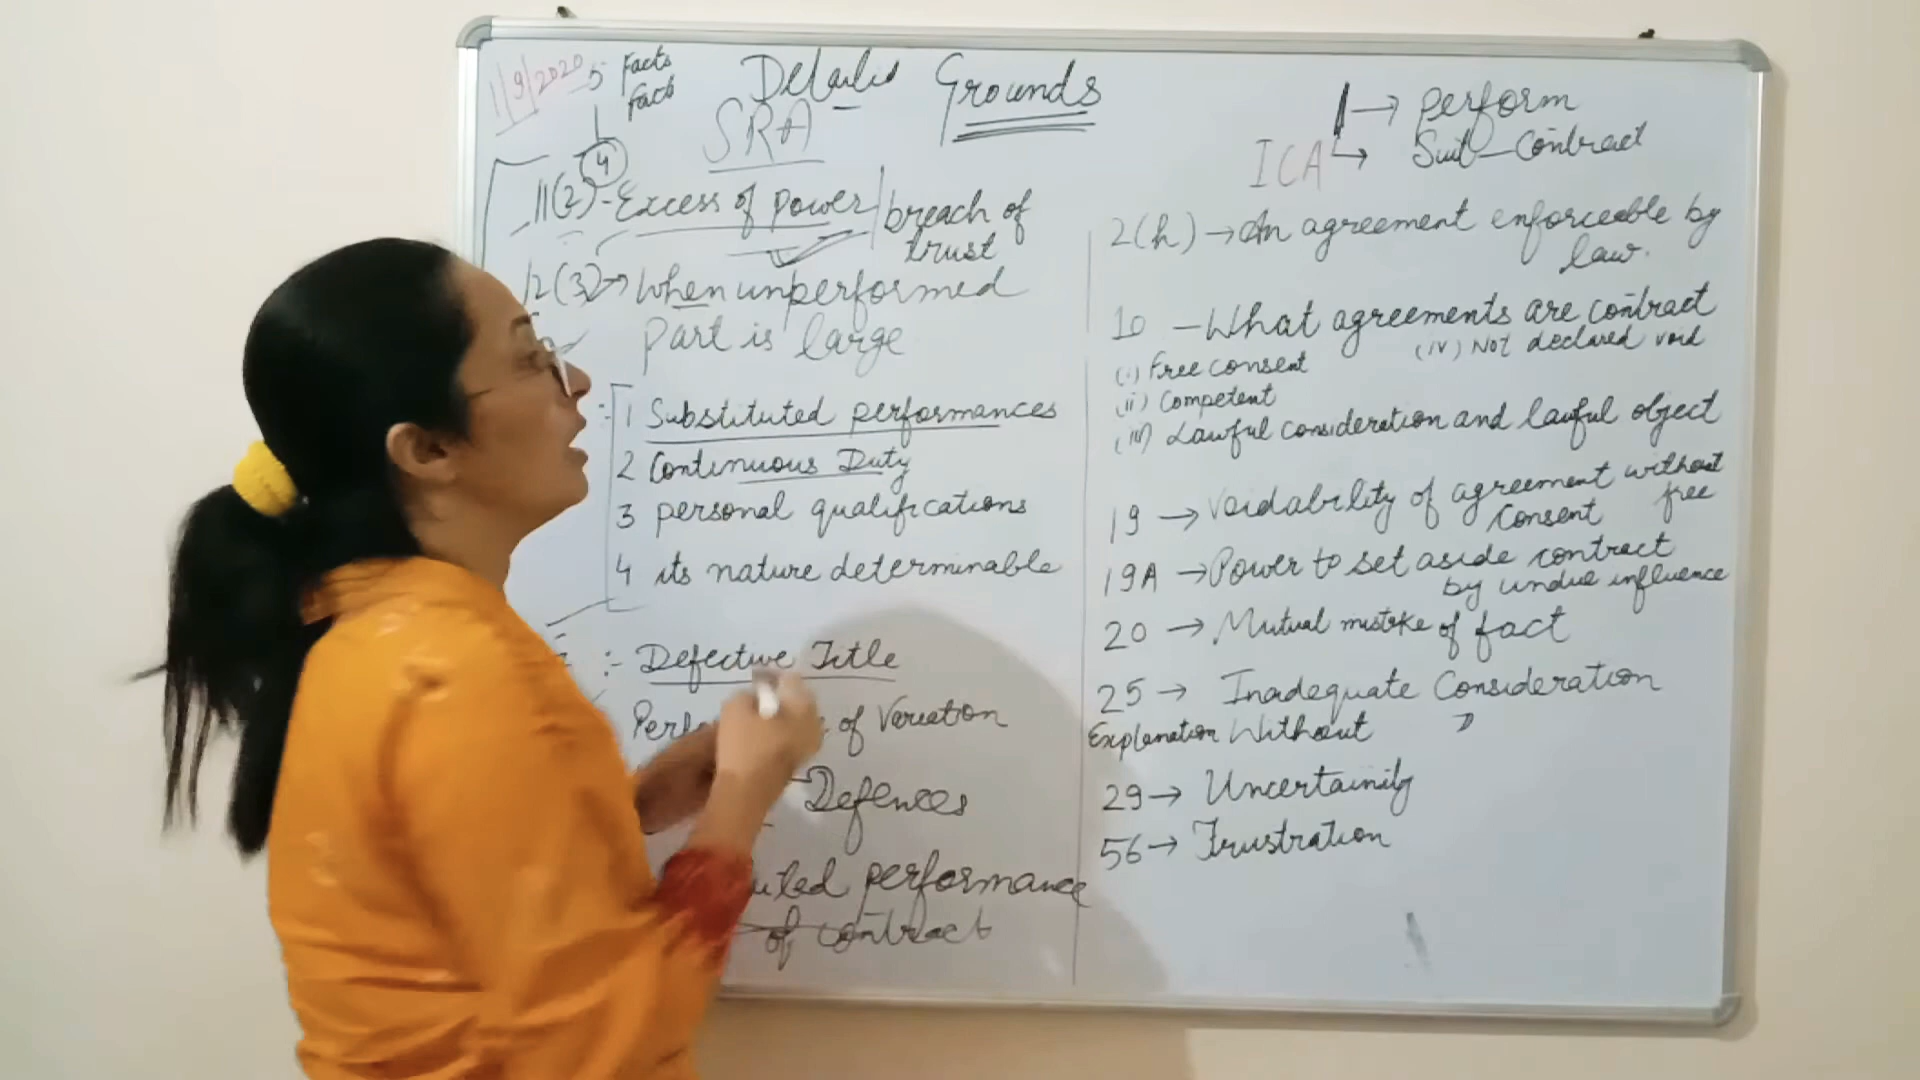 1/9/2020 5 Facts
Fact
4
Detailed Grounds
SRA
11(2) - Excess of Power / breach of
trust
12(3) → When unperformed
part is large
:- 1 Substituted performances
2 Continuous Duty
3 personal qualifications
4 its nature determinable
:- Defective Title
of Variation
Defences
performance
of contract
→ perform
ICA → Suit - Contract
2(h) → An agreement enforceable by
law.
10 - What agreements are contract
(i) Free consent (iv) Not declared void
(ii) Competent
(iii) Lawful consideration and lawful object
19 → Voidability of agreement without
free
consent
19A → Power to set aside contract
by undue influence
20 → Mutual mistake of fact
25 → Inadequate Consideration
Explanation Without "
29 → Uncertainity
56 → Frustration